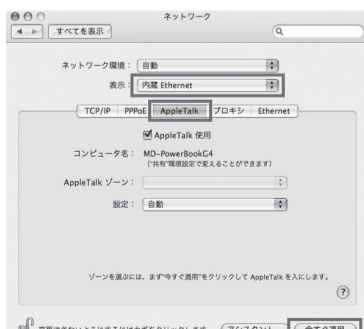 ネットワーク
すべてを表示
ネットワーク環境： 自動
表示： 内蔵 Ethernet
TCP/IP PPPoE AppleTalk プロキシ Ethernet
AppleTalk 使用
コンピュータ名： MD-PowerBookG4
("共有"環境設定で変えることができます)
AppleTalk ゾーン：
設定： 自動
ゾーンを選ぶには、まず"今すぐ適用"をクリックして AppleTalk を入にします。
?
変更できないようにするにはカギをクリックします。 アシスタント... 今すぐ適用